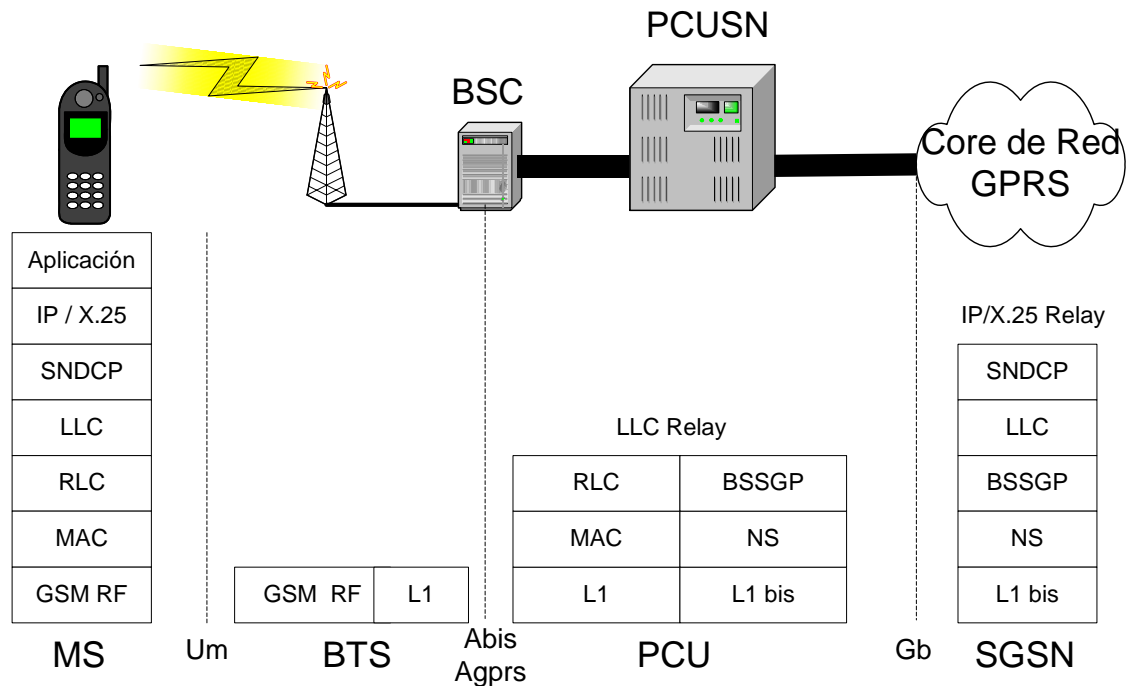 PCUSN
BSC
Core de Red
GPRS
Aplicación
IP / X.25
SNDCP
LLC
RLC
MAC
GSM RF
MS
Um
GSM RF
L1
BTS
Abis
Agprs
LLC Relay
RLC
BSSGP
MAC
NS
L1
L1 bis
PCU
Gb
IP/X.25 Relay
SNDCP
LLC
BSSGP
NS
L1 bis
SGSN